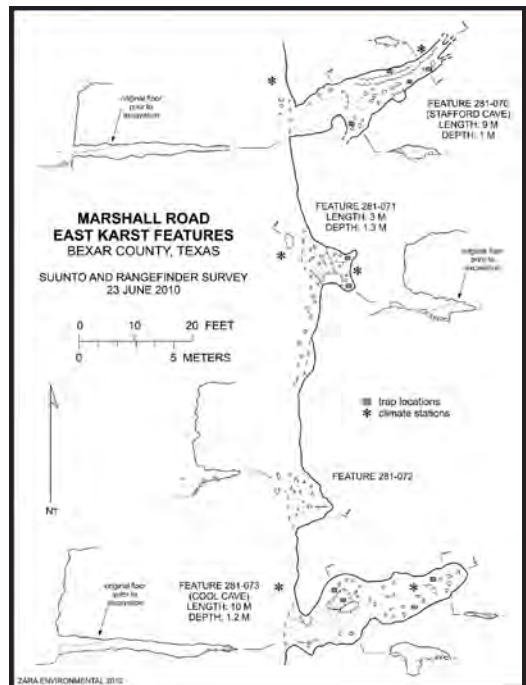 original floor
prior to
excavation
FEATURE 281-070
(STAFFORD CAVE)
LENGTH: 9 M
DEPTH: 1 M
MARSHALL ROAD
EAST KARST FEATURES
BEXAR COUNTY, TEXAS
SUUNTO AND RANGEFINDER SURVEY
23 JUNE 2010
FEATURE 281-071
LENGTH: 3 M
DEPTH: 1.3 M
original floor
prior to
excavation
0 10 20 FEET
0 5 METERS
trap locations
climate stations
NT
FEATURE 281-072
original floor
prior to
excavation
FEATURE 281-073
(COOL CAVE)
LENGTH: 10 M
DEPTH: 1.2 M
ZARA ENVIRONMENTAL 2010